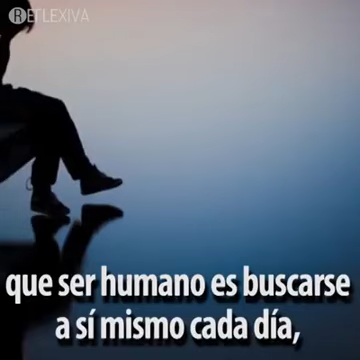 REFLEXIVA
que ser humano es buscarse
a sí mismo cada día,